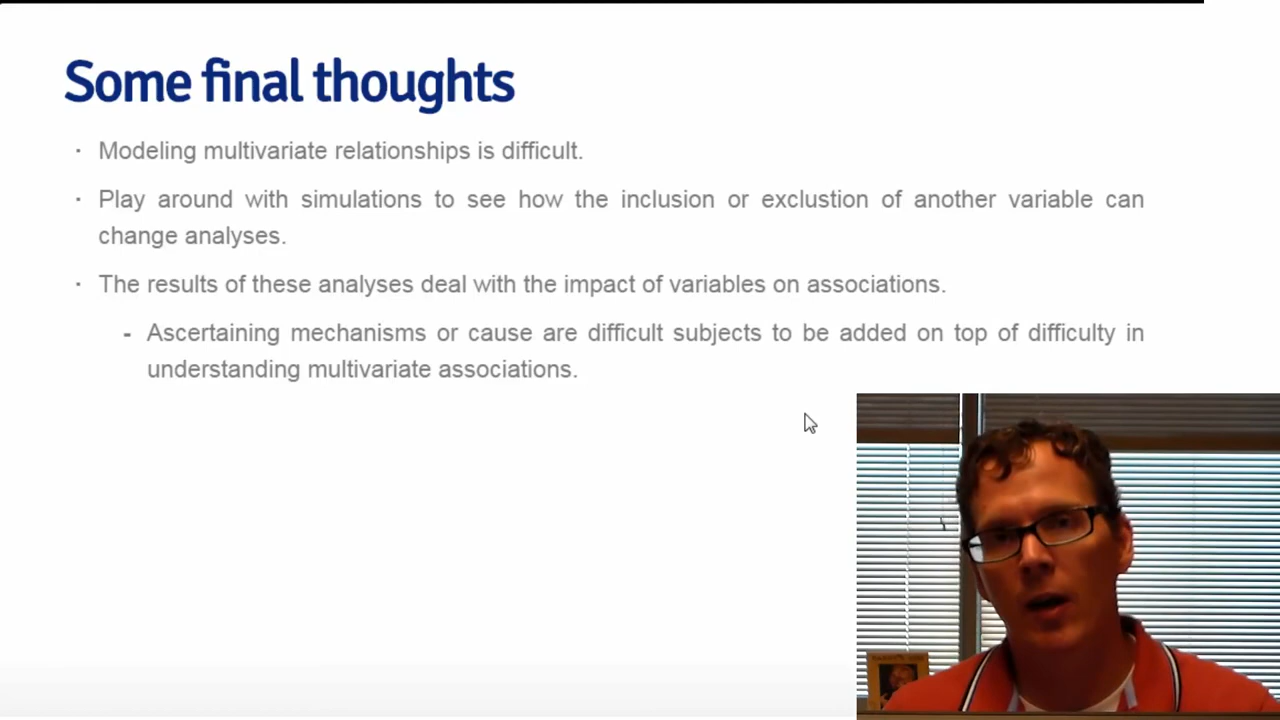 Some final thoughts
· Modeling multivariate relationships is difficult.
· Play around with simulations to see how the inclusion or exclustion of another variable can
change analyses.
· The results of these analyses deal with the impact of variables on associations.
- Ascertaining mechanisms or cause are difficult subjects to be added on top of difficulty in
understanding multivariate associations.